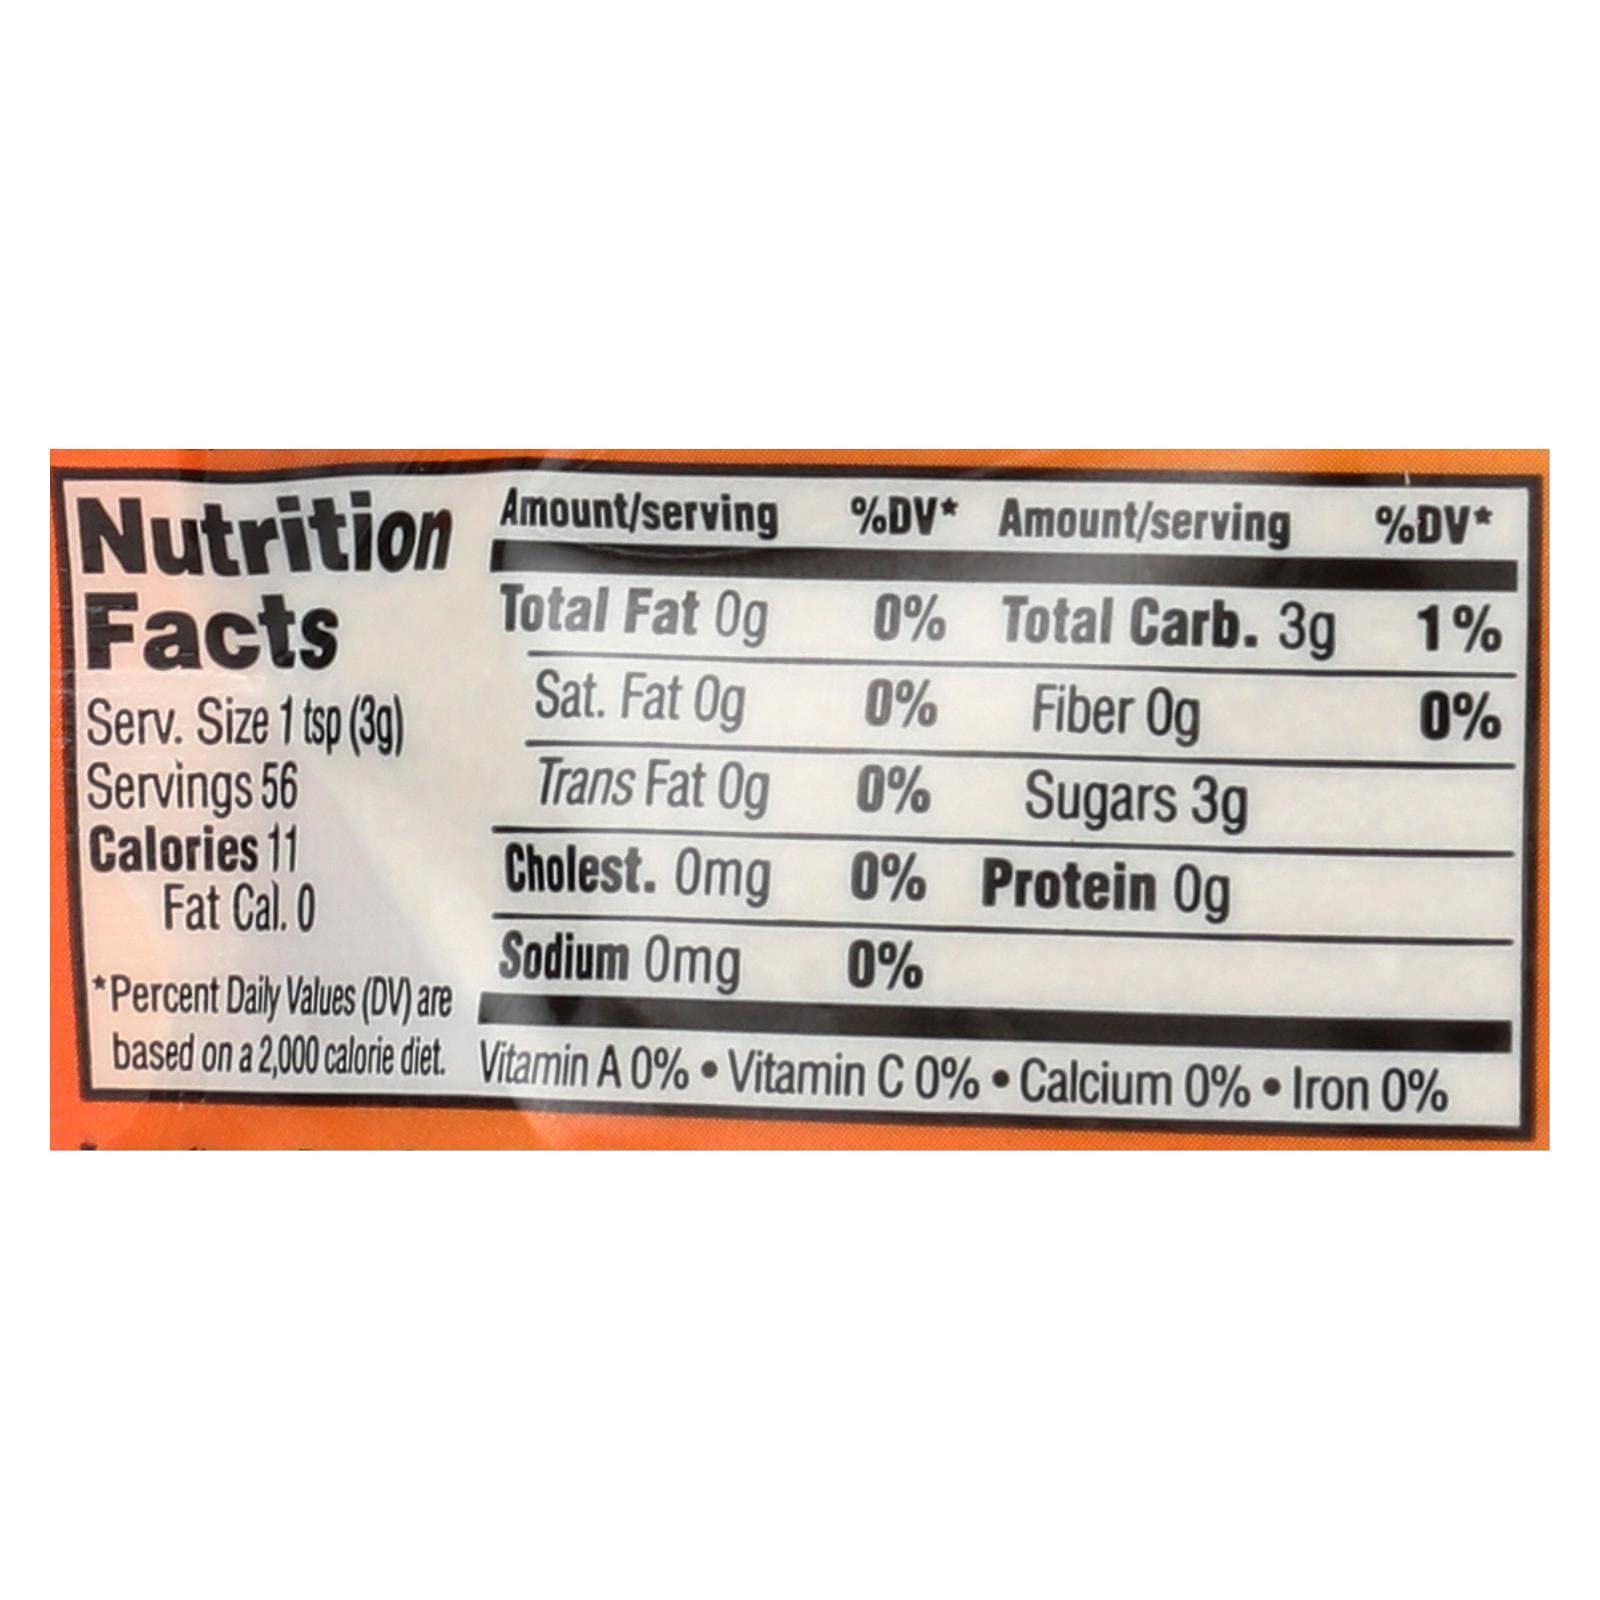 Nutrition
Facts
Serv. Size 1 tsp (3g)
Servings 56
Calories 11
Fat Cal. 0
*Percent Daily Values (DV) are
based on a 2,000 calorie diet.
Amount/serving %DV* Amount/serving %DV*
Total Fat 0g 0% Total Carb. 3g 1%
Sat. Fat 0g 0% Fiber 0g 0%
Trans Fat 0g 0% Sugars 3g
Cholest. 0mg 0% Protein 0g
Sodium 0mg 0%
Vitamin A 0% • Vitamin C 0% • Calcium 0% • Iron 0%